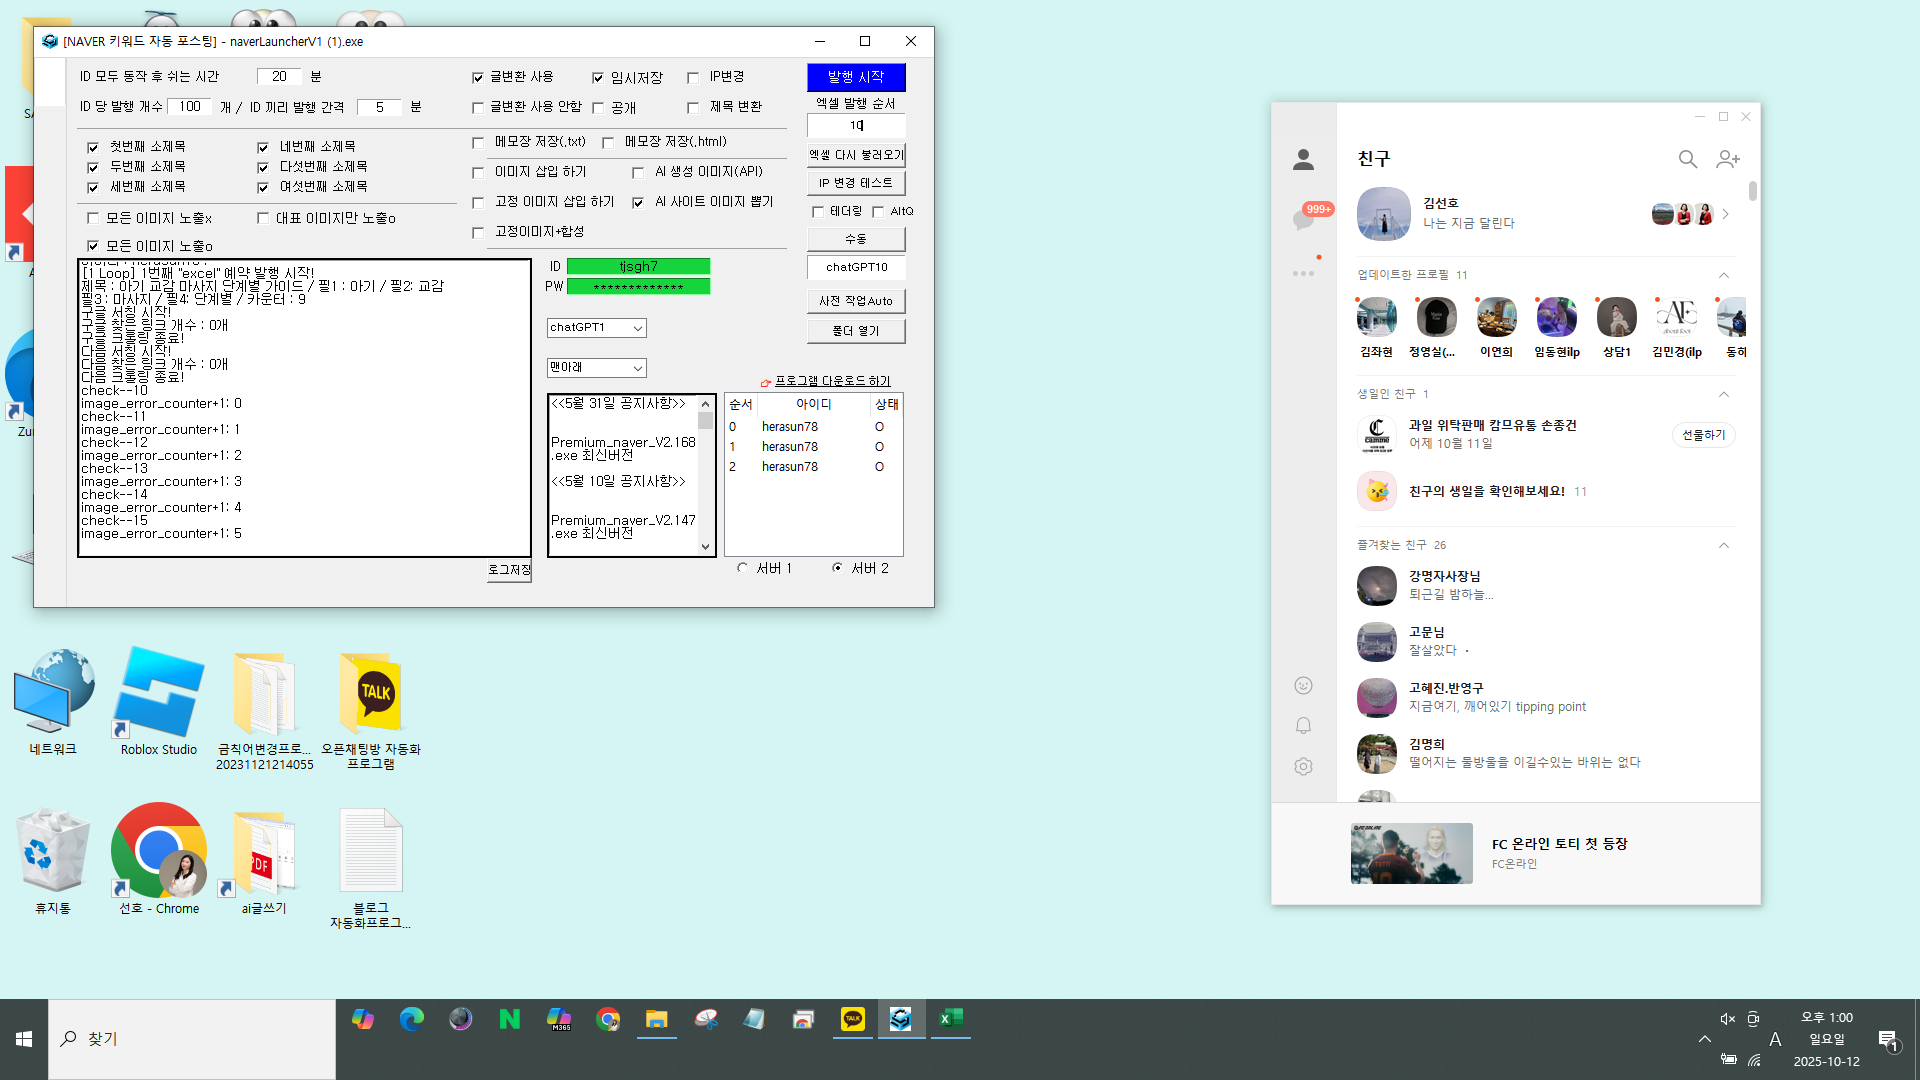 [NAVER 키워드 자동 포스팅] - naverLauncherV1 (1).exe
ID 모두 동작 후 쉬는 시간 20 분
ID 당 발행 개수 100 개 / ID 끼리 발행 간격 5 분
글변환 사용 임시저장 IP변경
글변환 사용 안함 공개 제목 변환
메모장 저장(.txt) 메모장 저장(.html)
이미지 삽입 하기 AI 생성 이미지(API)
고정 이미지 삽입 하기 AI 사이트 이미지 뽑기
고정이미지+합성
첫번째 소제목 네번째 소제목
두번째 소제목 다섯번째 소제목
세번째 소제목 여섯번째 소제목
모든 이미지 노출x 대표 이미지만 노출o
모든 이미지 노출o
발행 시작
엑셀 발행 순서
10
엑셀 다시 불러오기
IP 변경 테스트
테더링 AltQ
수동
chatGPT10
사전 작업Auto
폴더 열기
[1 Loop] 1번째 "excel" 예약 발행 시작!
제목 : 아기 교감 마사지 단계별 가이드 / 필1 : 아기 / 필2: 교감
필3 : 마사지 / 필4: 단계별 / 카운터 : 9
구글 서칭 시작!
구글 찾은 링크 개수 : 0개
구글 크롤링 종료!
다음 서칭 시작!
다음 찾은 링크 개수 : 0개
다음 크롤링 종료!
check--10
image_error_counter+1: 0
check--11
image_error_counter+1: 1
check--12
image_error_counter+1: 2
check--13
image_error_counter+1: 3
check--14
image_error_counter+1: 4
check--15
image_error_counter+1: 5
로그저장
ID tjsgh7
PW *************
chatGPT1
맨아래
프로그램 다운로드 하기
<<5월 31일 공지사항>>
Premium_naver_V2.168
.exe 최신버전
<<5월 10일 공지사항>>
Premium_naver_V2.147
.exe 최신버전
순서 아이디 상태
0 herasun78 O
1 herasun78 O
2 herasun78 O
서버 1 서버 2
네트워크
Roblox Studio
금칙어변경프로...
20231121214055
오픈채팅방 자동화
프로그램
TALK
휴지통
선호 - Chrome
PDF
ai글쓰기
블로그
자동화프로그...
친구
999+
김선호
나는 지금 달린다
업데이트한 프로필 11
김좌현 정영실(... 이연희 임동현ilp 상담1 김민경(ilp 동하
생일인 친구 1
camme
과일 위탁판매 캄므유통 손종건
어제 10월 11일
선물하기
친구의 생일을 확인해보세요! 11
즐겨찾는 친구 26
강명자사장님
퇴근길 밤하늘...
고문님
잘살았다 ·
고혜진.반영구
지금여기, 깨어있기 tipping point
김명희
떨어지는 물방울을 이길수있는 바위는 없다
FC 온라인 토티 첫 등장
FC온라인
찾기
M365
TALK
A
오후 1:00
일요일
2025-10-12
1